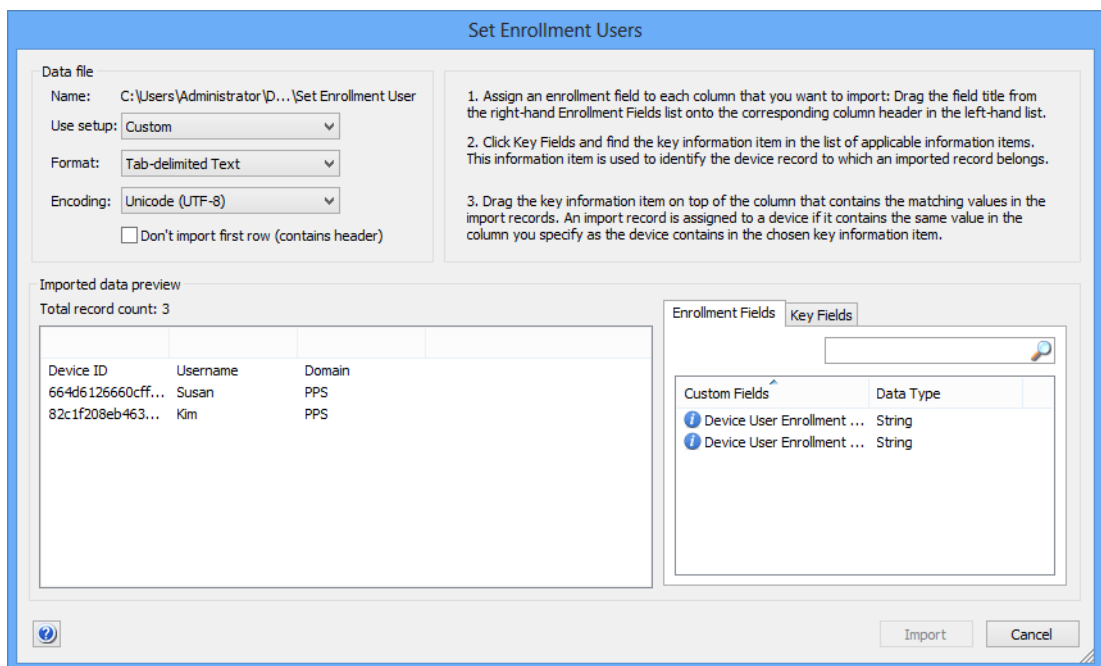 Set Enrollment Users
Data file
Name: C:\Users\Administrator\D...\Set Enrollment User
Use setup: Custom
Format: Tab-delimited Text
Encoding: Unicode (UTF-8)
Don't import first row (contains header)
1. Assign an enrollment field to each column that you want to import: Drag the field title from
the right-hand Enrollment Fields list onto the corresponding column header in the left-hand list.
2. Click Key Fields and find the key information item in the list of applicable information items.
This information item is used to identify the device record to which an imported record belongs.
3. Drag the key information item on top of the column that contains the matching values in the
import records. An import record is assigned to a device if it contains the same value in the
column you specify as the device contains in the chosen key information item.
Imported data preview
Total record count: 3
Device ID Username Domain
664d6126660cff... Susan PPS
82c1f208eb463... Kim PPS
Enrollment Fields Key Fields
Custom Fields Data Type
Device User Enrollment ... String
Device User Enrollment ... String
Import Cancel